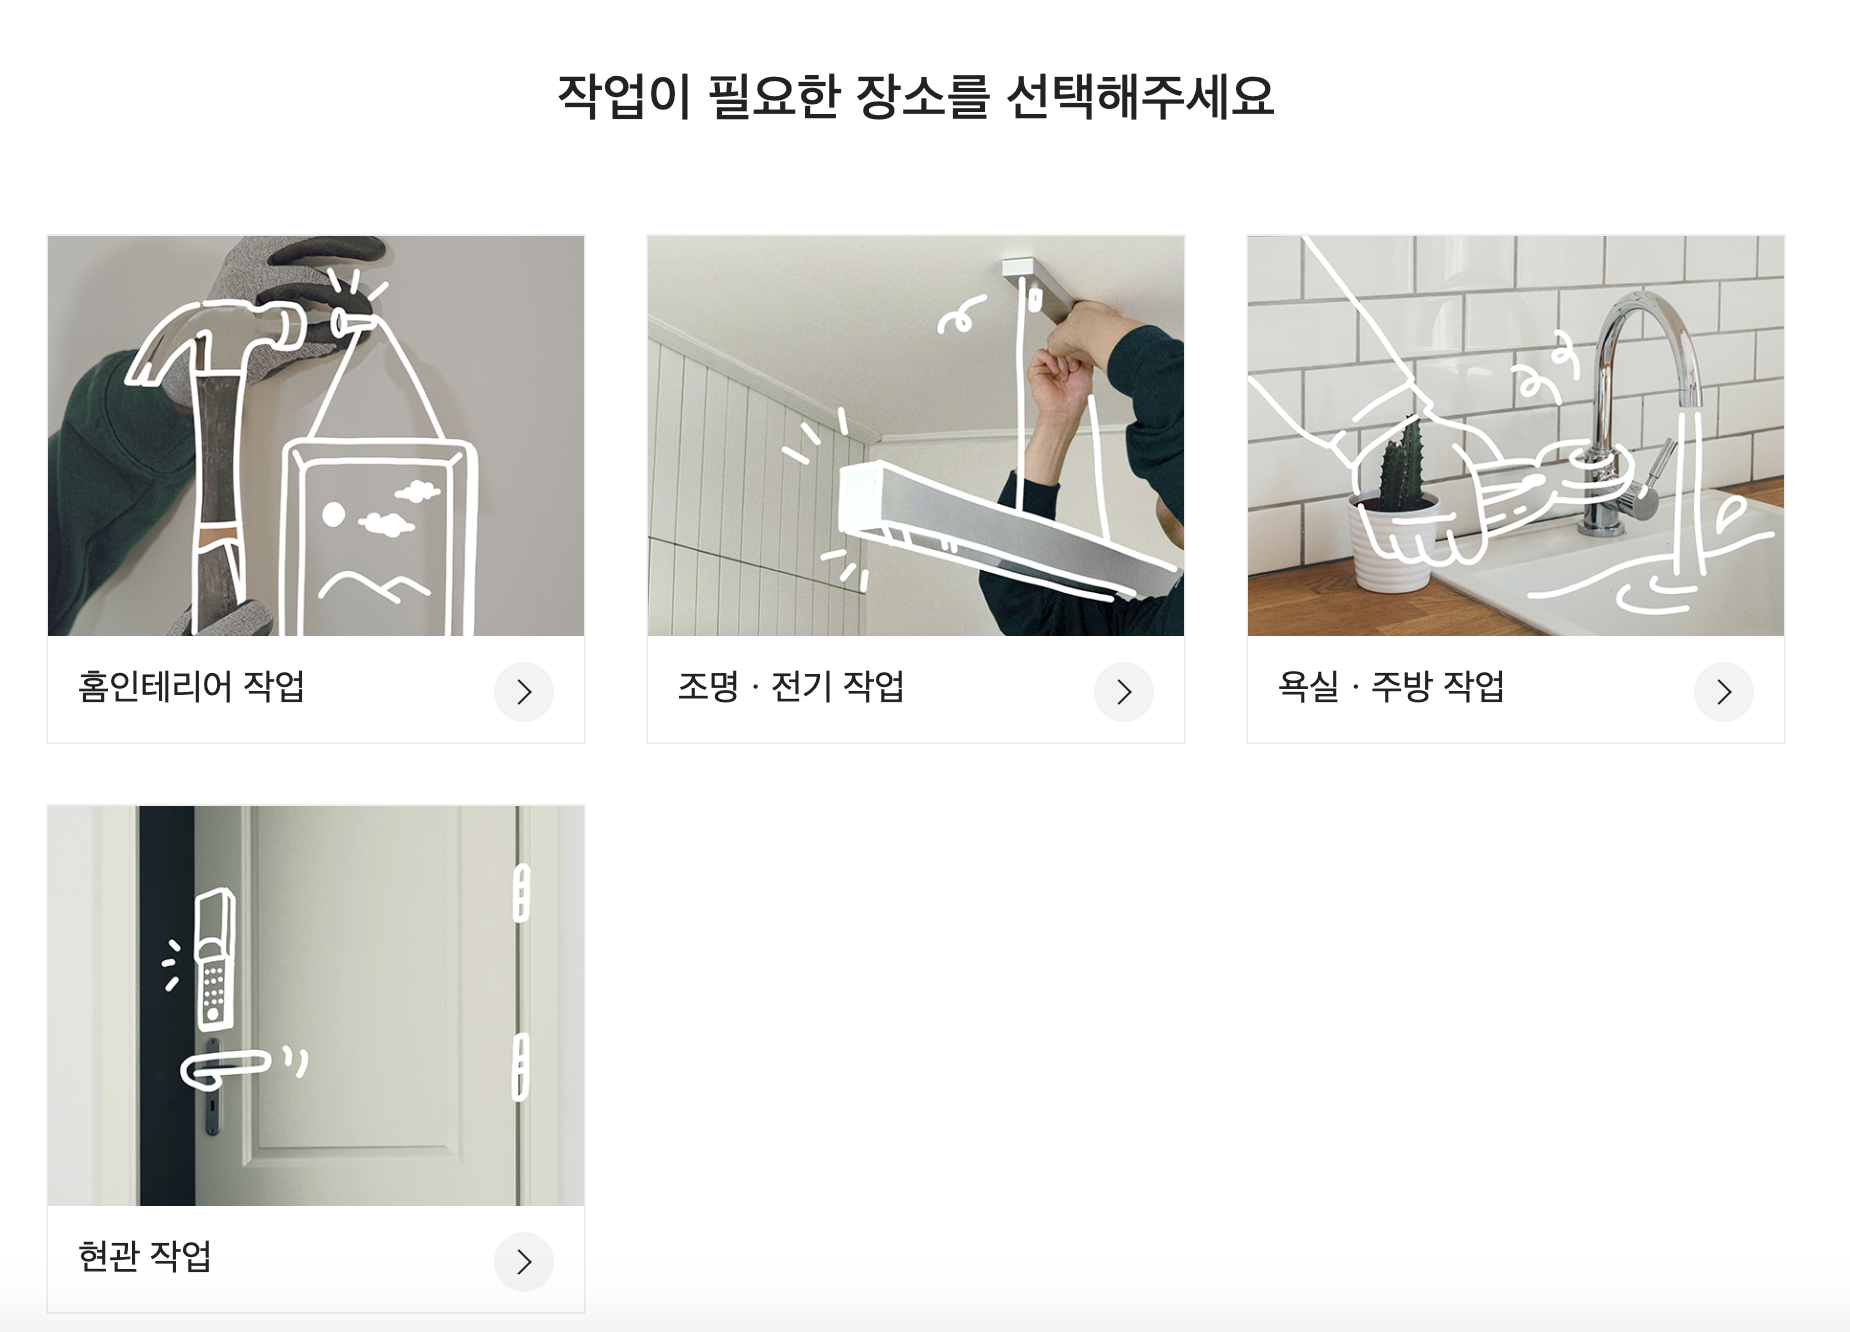 작업이 필요한 장소를 선택해주세요
홈인테리어 작업
조명 · 전기 작업
욕실 · 주방 작업
현관 작업